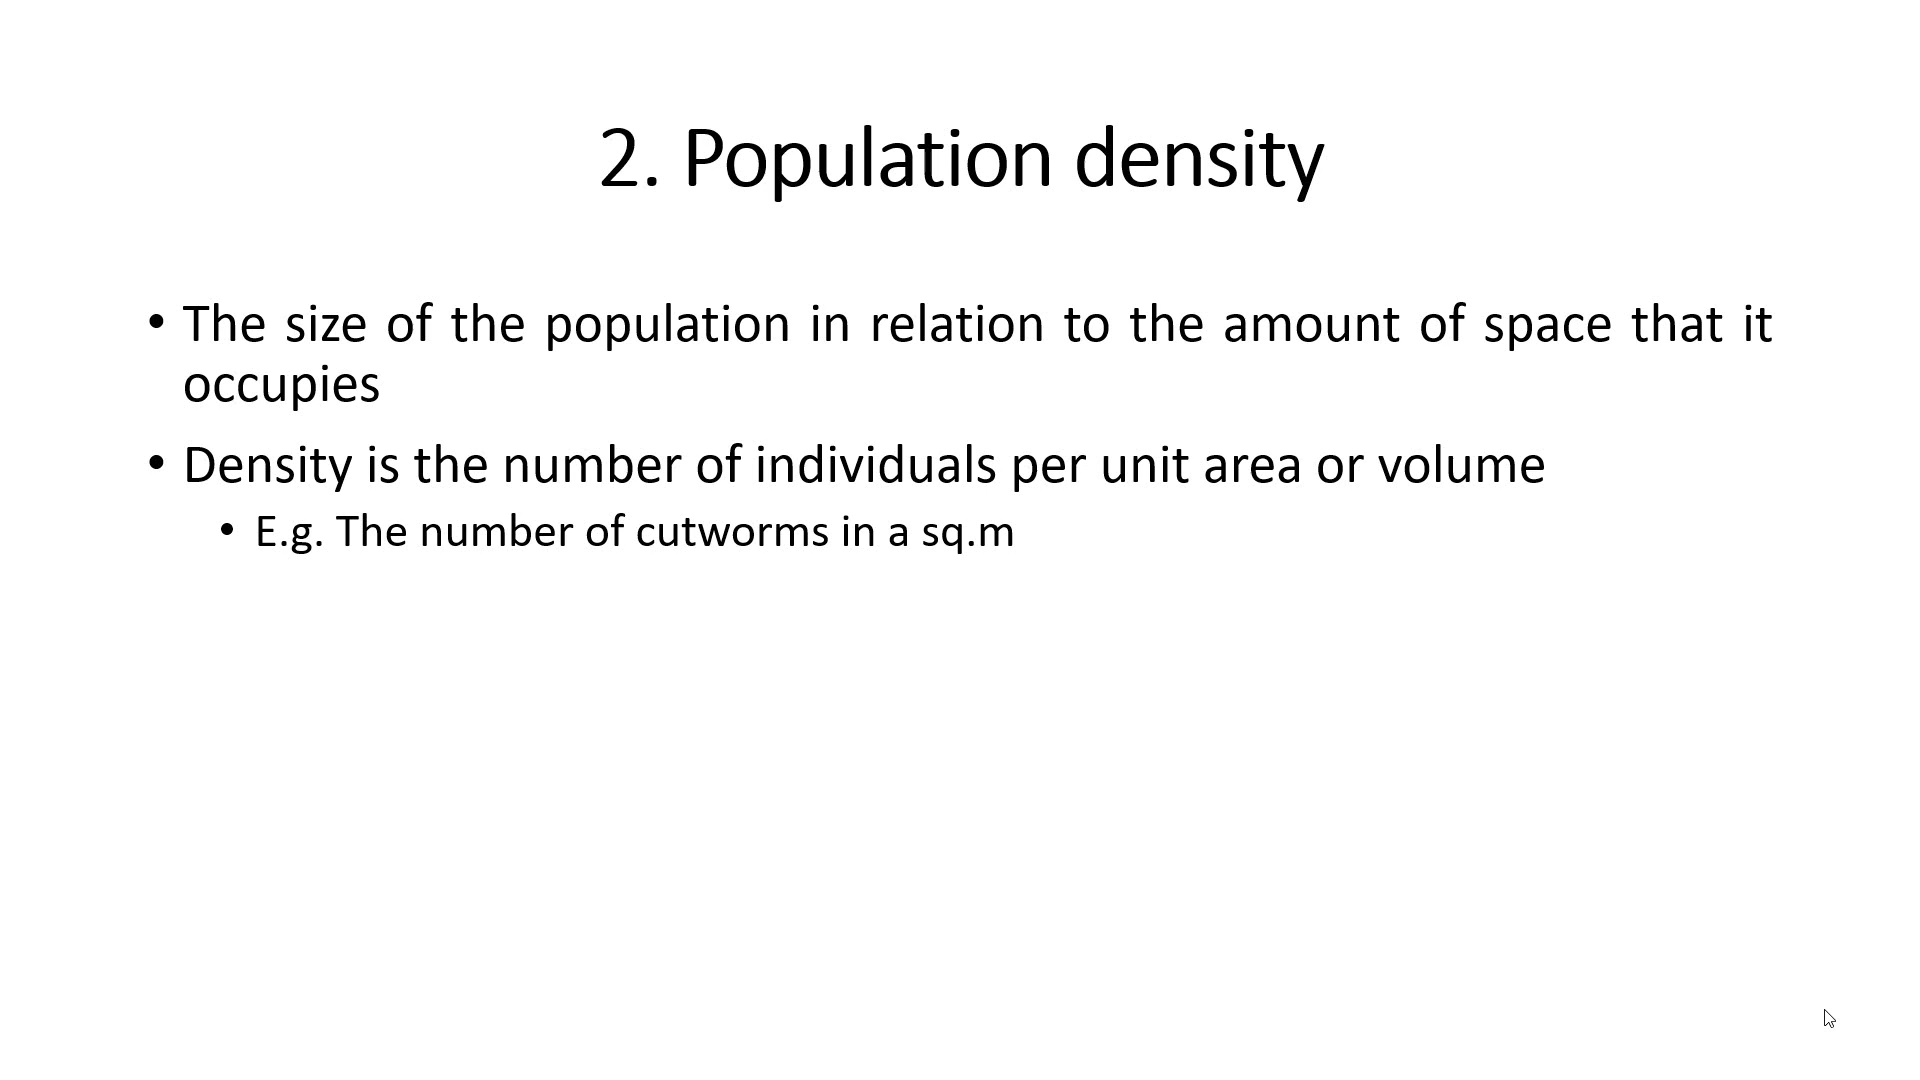 2. Population density
• The size of the population in relation to the amount of space that it
occupies
• Density is the number of individuals per unit area or volume
• E.g. The number of cutworms in a sq.m